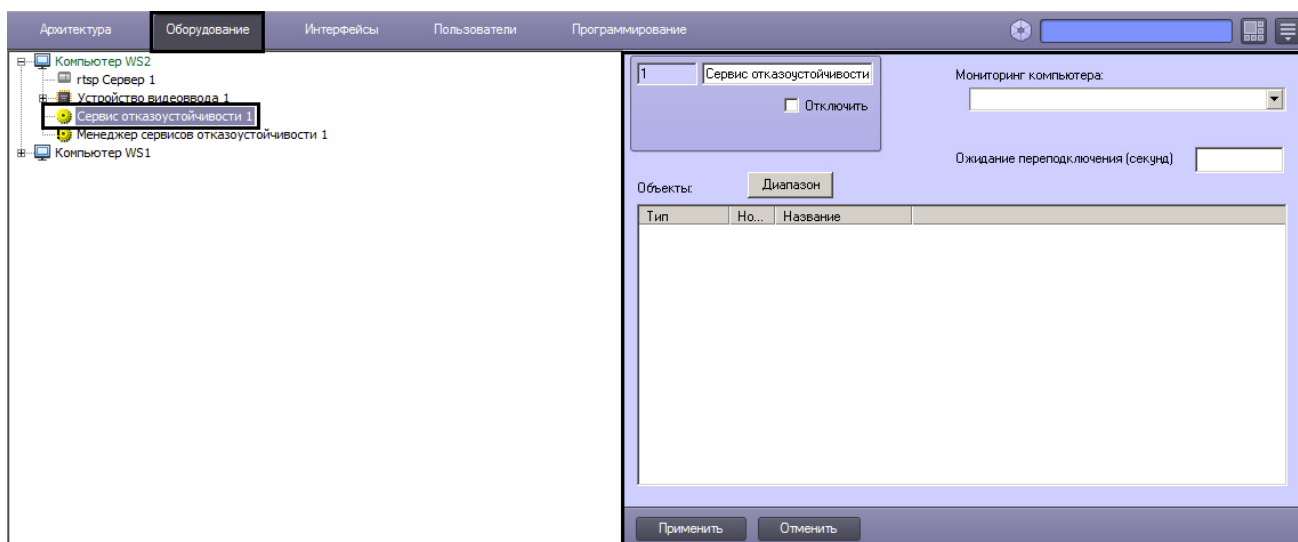 Архитектура Оборудование Интерфейсы Пользователи Программирование
Компьютер WS2
rtsp Сервер 1
Устройство видеоввода 1
Сервис отказоустойчивости 1
Менеджер сервисов отказоустойчивости 1
Компьютер WS1
1 Сервис отказоустойчивости
Отключить
Мониторинг компьютера:
Ожидание переподключения (секунд)
Объекты: Диапазон
Тип Но... Название
Применить Отменить